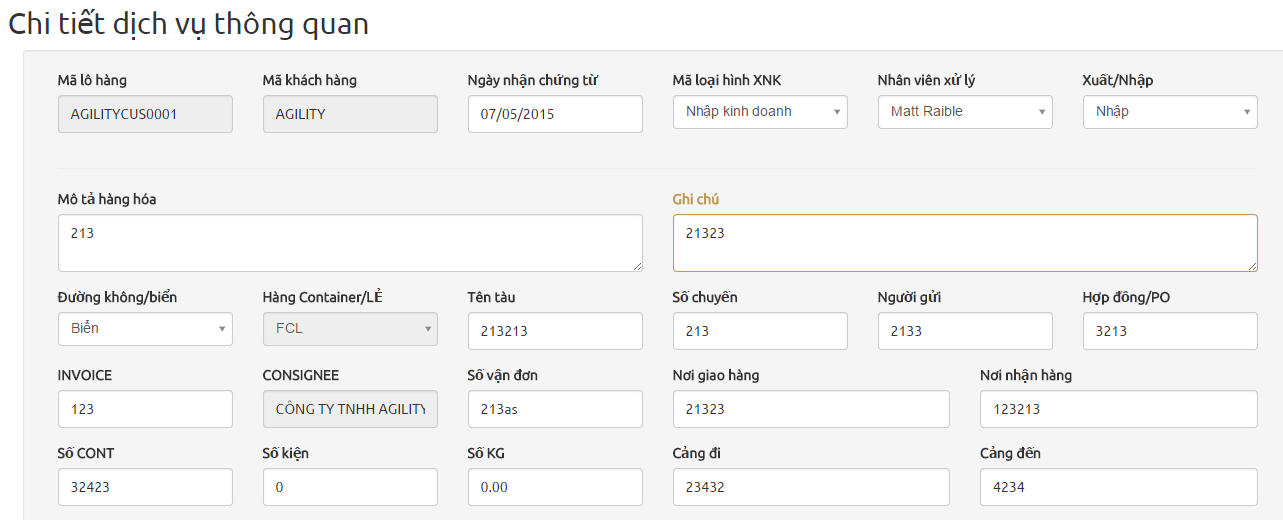 Chi tiết dịch vụ thông quan
Mã lô hàng Mã khách hàng Ngày nhận chứng từ Mã loại hình XNK Nhân viên xử lý Xuất/Nhập
AGILITYCUS0001 AGILITY 07/05/2015 Nhập kinh doanh Matt Raible Nhập
Mô tả hàng hóa Ghi chú
213 21323
Đường không/biển Hàng Container/LẺ Tên tàu Số chuyến Người gửi Hợp đồng/PO
Biển FCL 213213 213 2133 3213
INVOICE CONSIGNEE Số vận đơn Nơi giao hàng Nơi nhận hàng
123 CÔNG TY TNHH AGILITY 213as 21323 123213
Số CONT Số kiện Số KG Cảng đi Cảng đến
32423 0 0.00 23432 4234